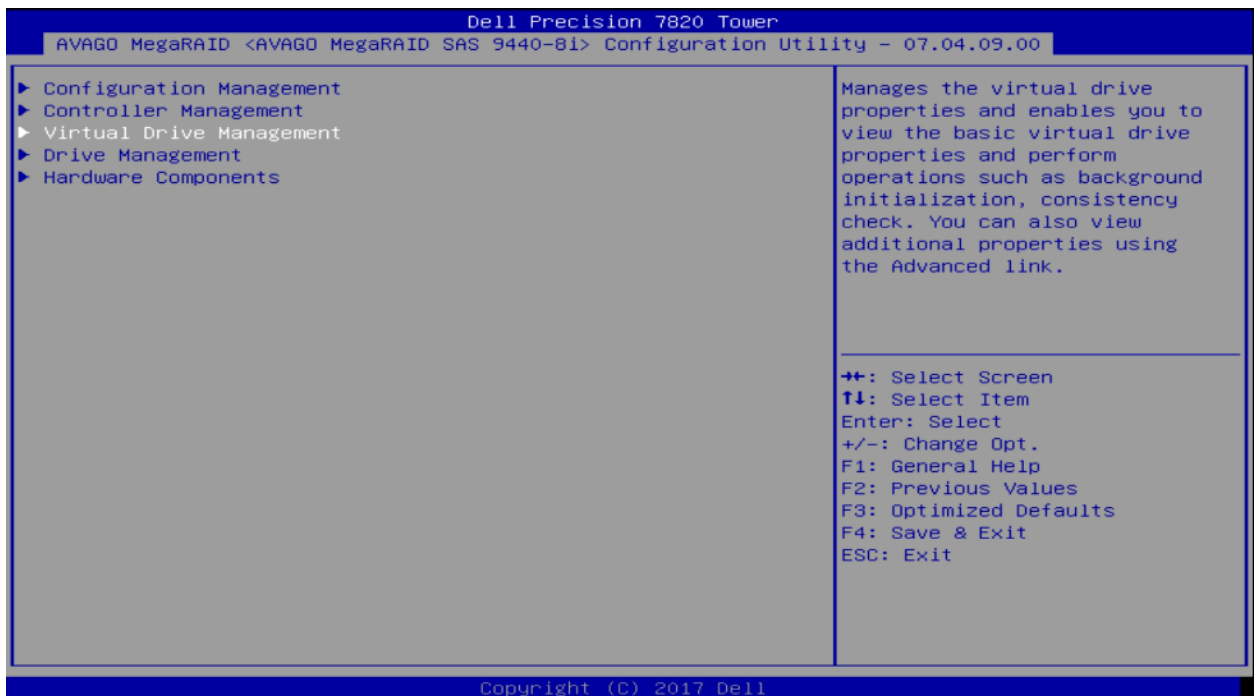 Dell Precision 7820 Tower
AVAGO MegaRAID <AVAGO MegaRAID SAS 9440-8i> Configuration Utility - 07.04.09.00
▶ Configuration Management
▶ Controller Management
▶ Virtual Drive Management
▶ Drive Management
▶ Hardware Components
Manages the virtual drive
properties and enables you to
view the basic virtual drive
properties and perform
operations such as background
initialization, consistency
check. You can also view
additional properties using
the Advanced link.
→←: Select Screen
↑↓: Select Item
Enter: Select
+/-: Change Opt.
F1: General Help
F2: Previous Values
F3: Optimized Defaults
F4: Save & Exit
ESC: Exit
Copyright (C) 2017 Dell